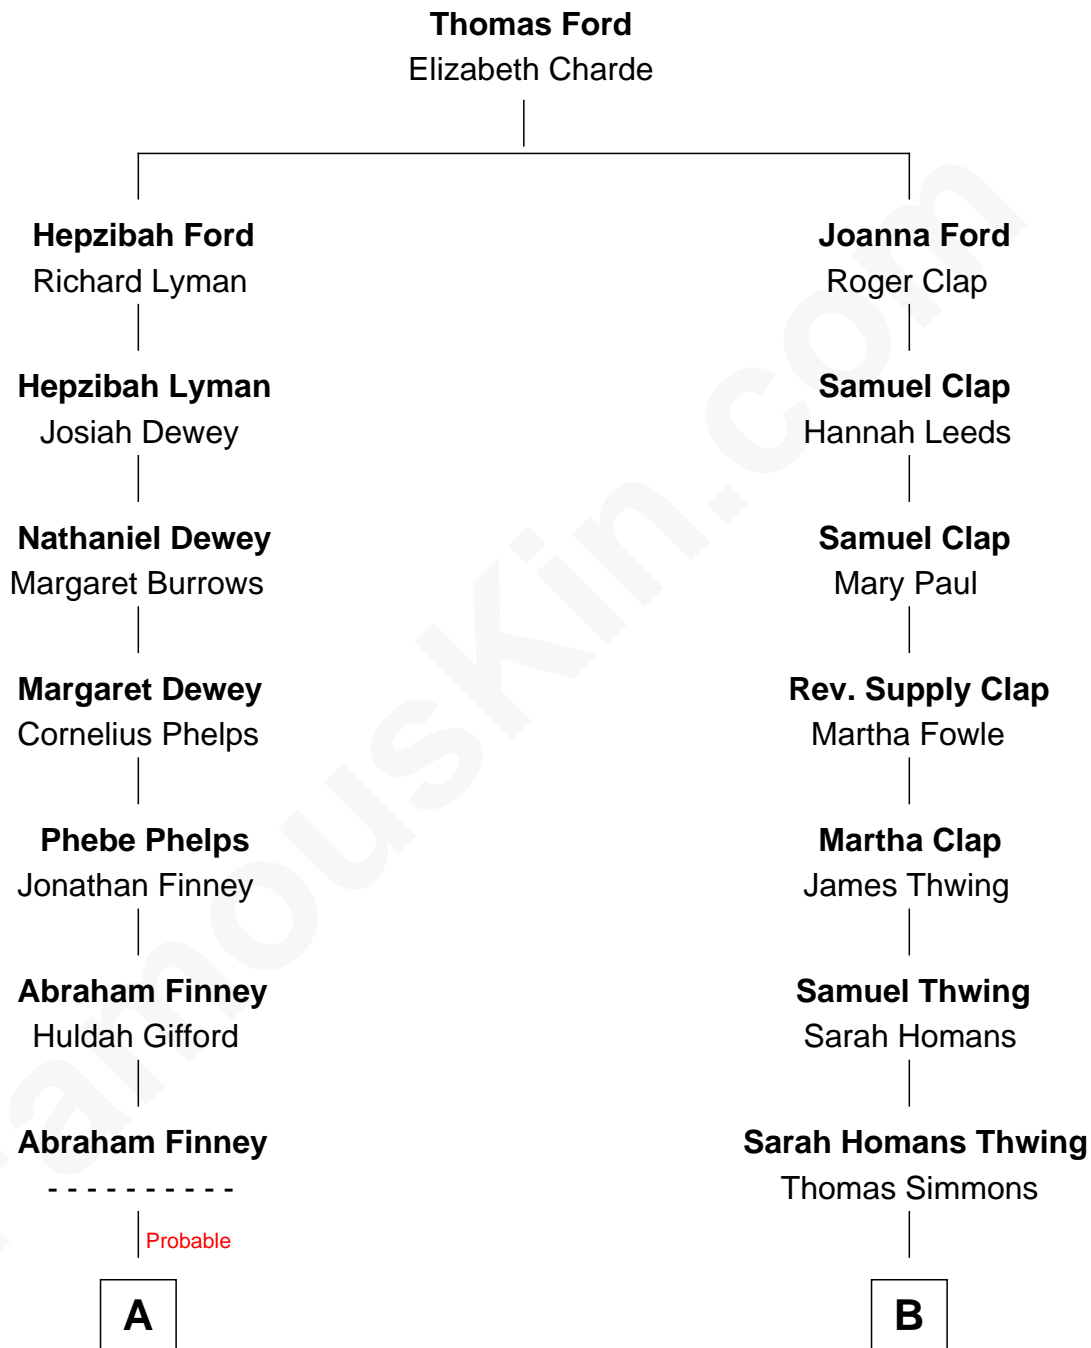 Thomas Ford
Elizabeth Charde
Hepzibah Ford
Richard Lyman
Joanna Ford
Roger Clap
Hepzibah Lyman
Josiah Dewey
Samuel Clap
Hannah Leeds
Nathaniel Dewey
Margaret Burrows
Samuel Clap
Mary Paul
Margaret Dewey
Cornelius Phelps
Rev. Supply Clap
Martha Fowle
Phebe Phelps
Jonathan Finney
Martha Clap
James Thwing
Abraham Finney
Huldah Gifford
Samuel Thwing
Sarah Homans
Abraham Finney
- - - - - - - - - -
Probable
Sarah Homans Thwing
Thomas Simmons
A
B
FamousKin.com